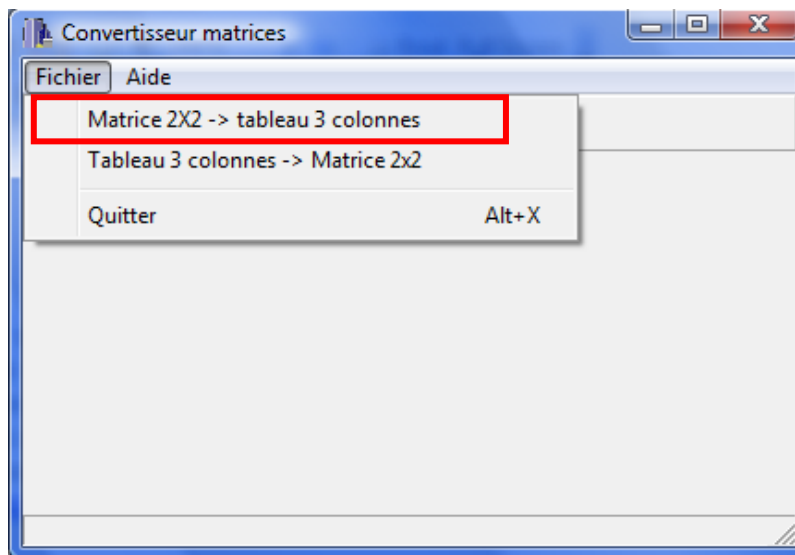 Convertisseur matrices
Fichier Aide
Matrice 2X2 -> tableau 3 colonnes
Tableau 3 colonnes -> Matrice 2x2
Quitter Alt+X